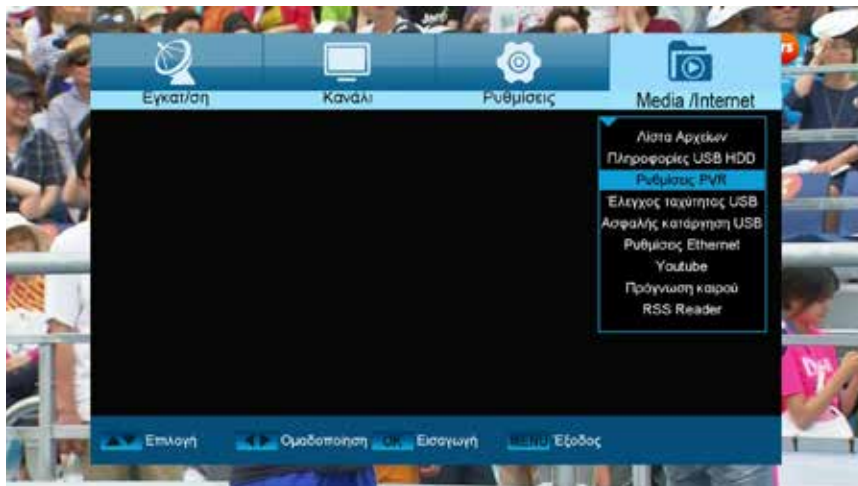 Εγκατ/ση Κανάλι Ρυθμίσεις Media /Internet
Λίστα Αρχείων
Πληροφορίες USB HDD
Ρυθμίσεις PVR
Έλεγχος ταχύτητας USB
Ασφαλής κατάργηση USB
Ρυθμίσεις Ethernet
Youtube
Πρόγνωση καιρού
RSS Reader
Επιλογή Ομαδοποίηση OK Εισαγωγή MENU Έξοδος